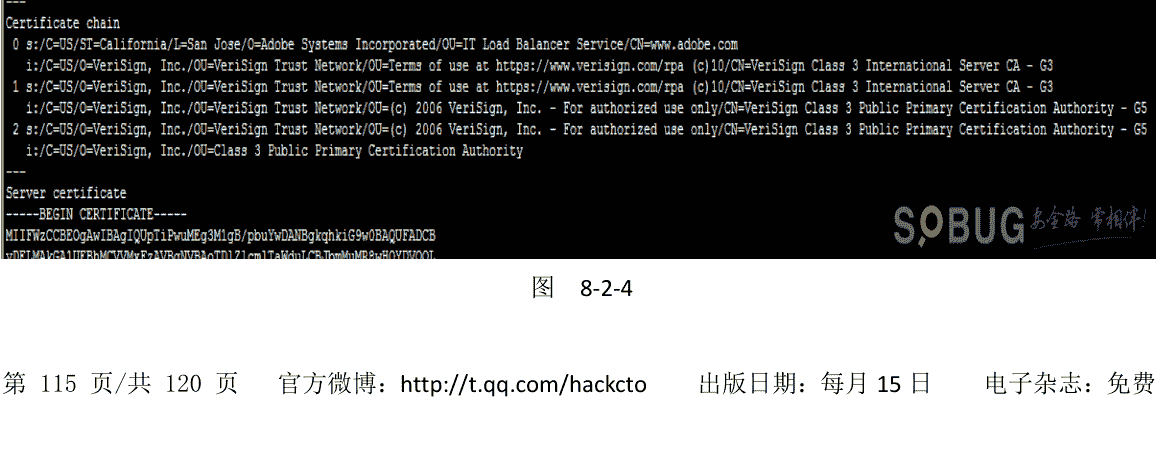 ---
Certificate chain
0 s:/C=US/ST=California/L=San Jose/O=Adobe Systems Incorporated/OU=IT Load Balancer Service/CN=www.adobe.com
i:/C=US/O=VeriSign, Inc./OU=VeriSign Trust Network/OU=Terms of use at https://www.verisign.com/rpa (c)10/CN=VeriSign Class 3 International Server CA - G3
1 s:/C=US/O=VeriSign, Inc./OU=VeriSign Trust Network/OU=Terms of use at https://www.verisign.com/rpa (c)10/CN=VeriSign Class 3 International Server CA - G3
i:/C=US/O=VeriSign, Inc./OU=VeriSign Trust Network/OU=(c) 2006 VeriSign, Inc. - For authorized use only/CN=VeriSign Class 3 Public Primary Certification Authority - G5
2 s:/C=US/O=VeriSign, Inc./OU=VeriSign Trust Network/OU=(c) 2006 VeriSign, Inc. - For authorized use only/CN=VeriSign Class 3 Public Primary Certification Authority - G5
i:/C=US/O=VeriSign, Inc./OU=Class 3 Public Primary Certification Authority
---
Server certificate
-----BEGIN CERTIFICATE-----
MIIFWzCCBEOgAwIBAgIQUpTiPwuMEg3M1gB/pbuYwDANBgkqhkiG9w0BAQUFADCB
SOBUG 安全路 常相伴!
图 8-2-4
第 115 页/共 120 页 官方微博：http://t.qq.com/hackcto 出版日期：每月 15 日 电子杂志：免费